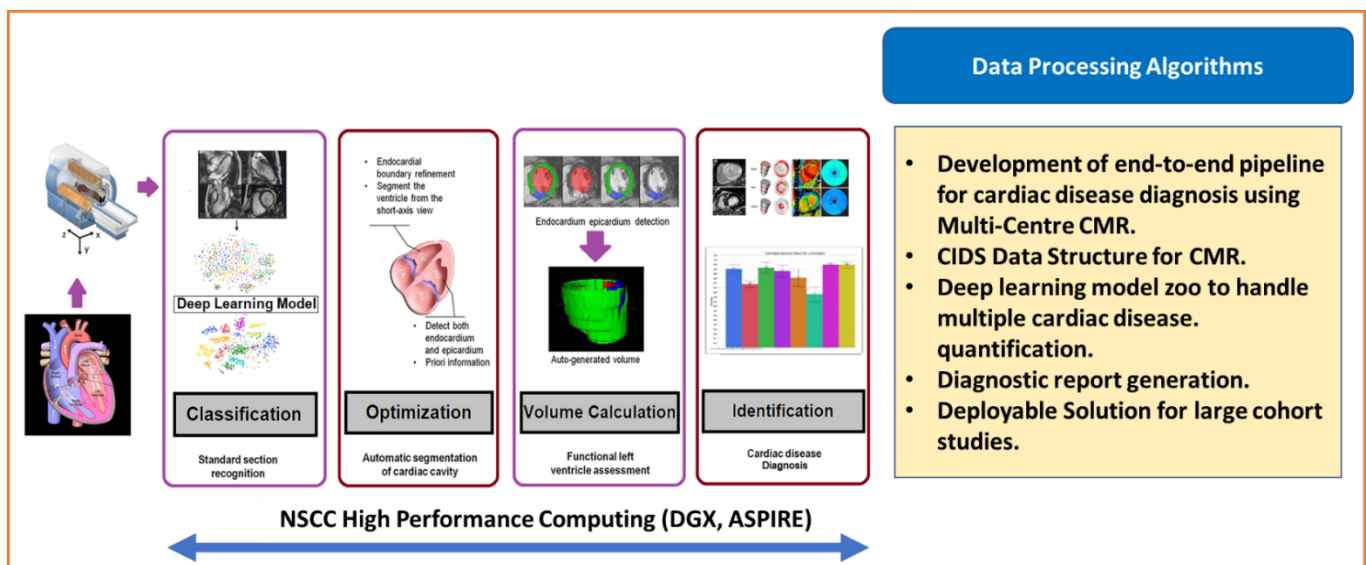 Data Processing Algorithms
z
x
y
Deep Learning Model
Classification
Standard section
recognition
• Endocardial
boundary refinement
• Segment the
ventricle from the
short-axis view
• Detect both
endocardium
and epicardium
• Priori information
Optimization
Automatic segmentation
of cardiac cavity
Endocardium epicardium detection
Auto-generated volume
Volume Calculation
Functional left
ventricle assessment
Identification
Cardiac disease
Diagnosis
NSCC High Performance Computing (DGX, ASPIRE)
• Development of end-to-end pipeline
for cardiac disease diagnosis using
Multi-Centre CMR.
• CIDS Data Structure for CMR.
• Deep learning model zoo to handle
multiple cardiac disease.
quantification.
• Diagnostic report generation.
• Deployable Solution for large cohort
studies.